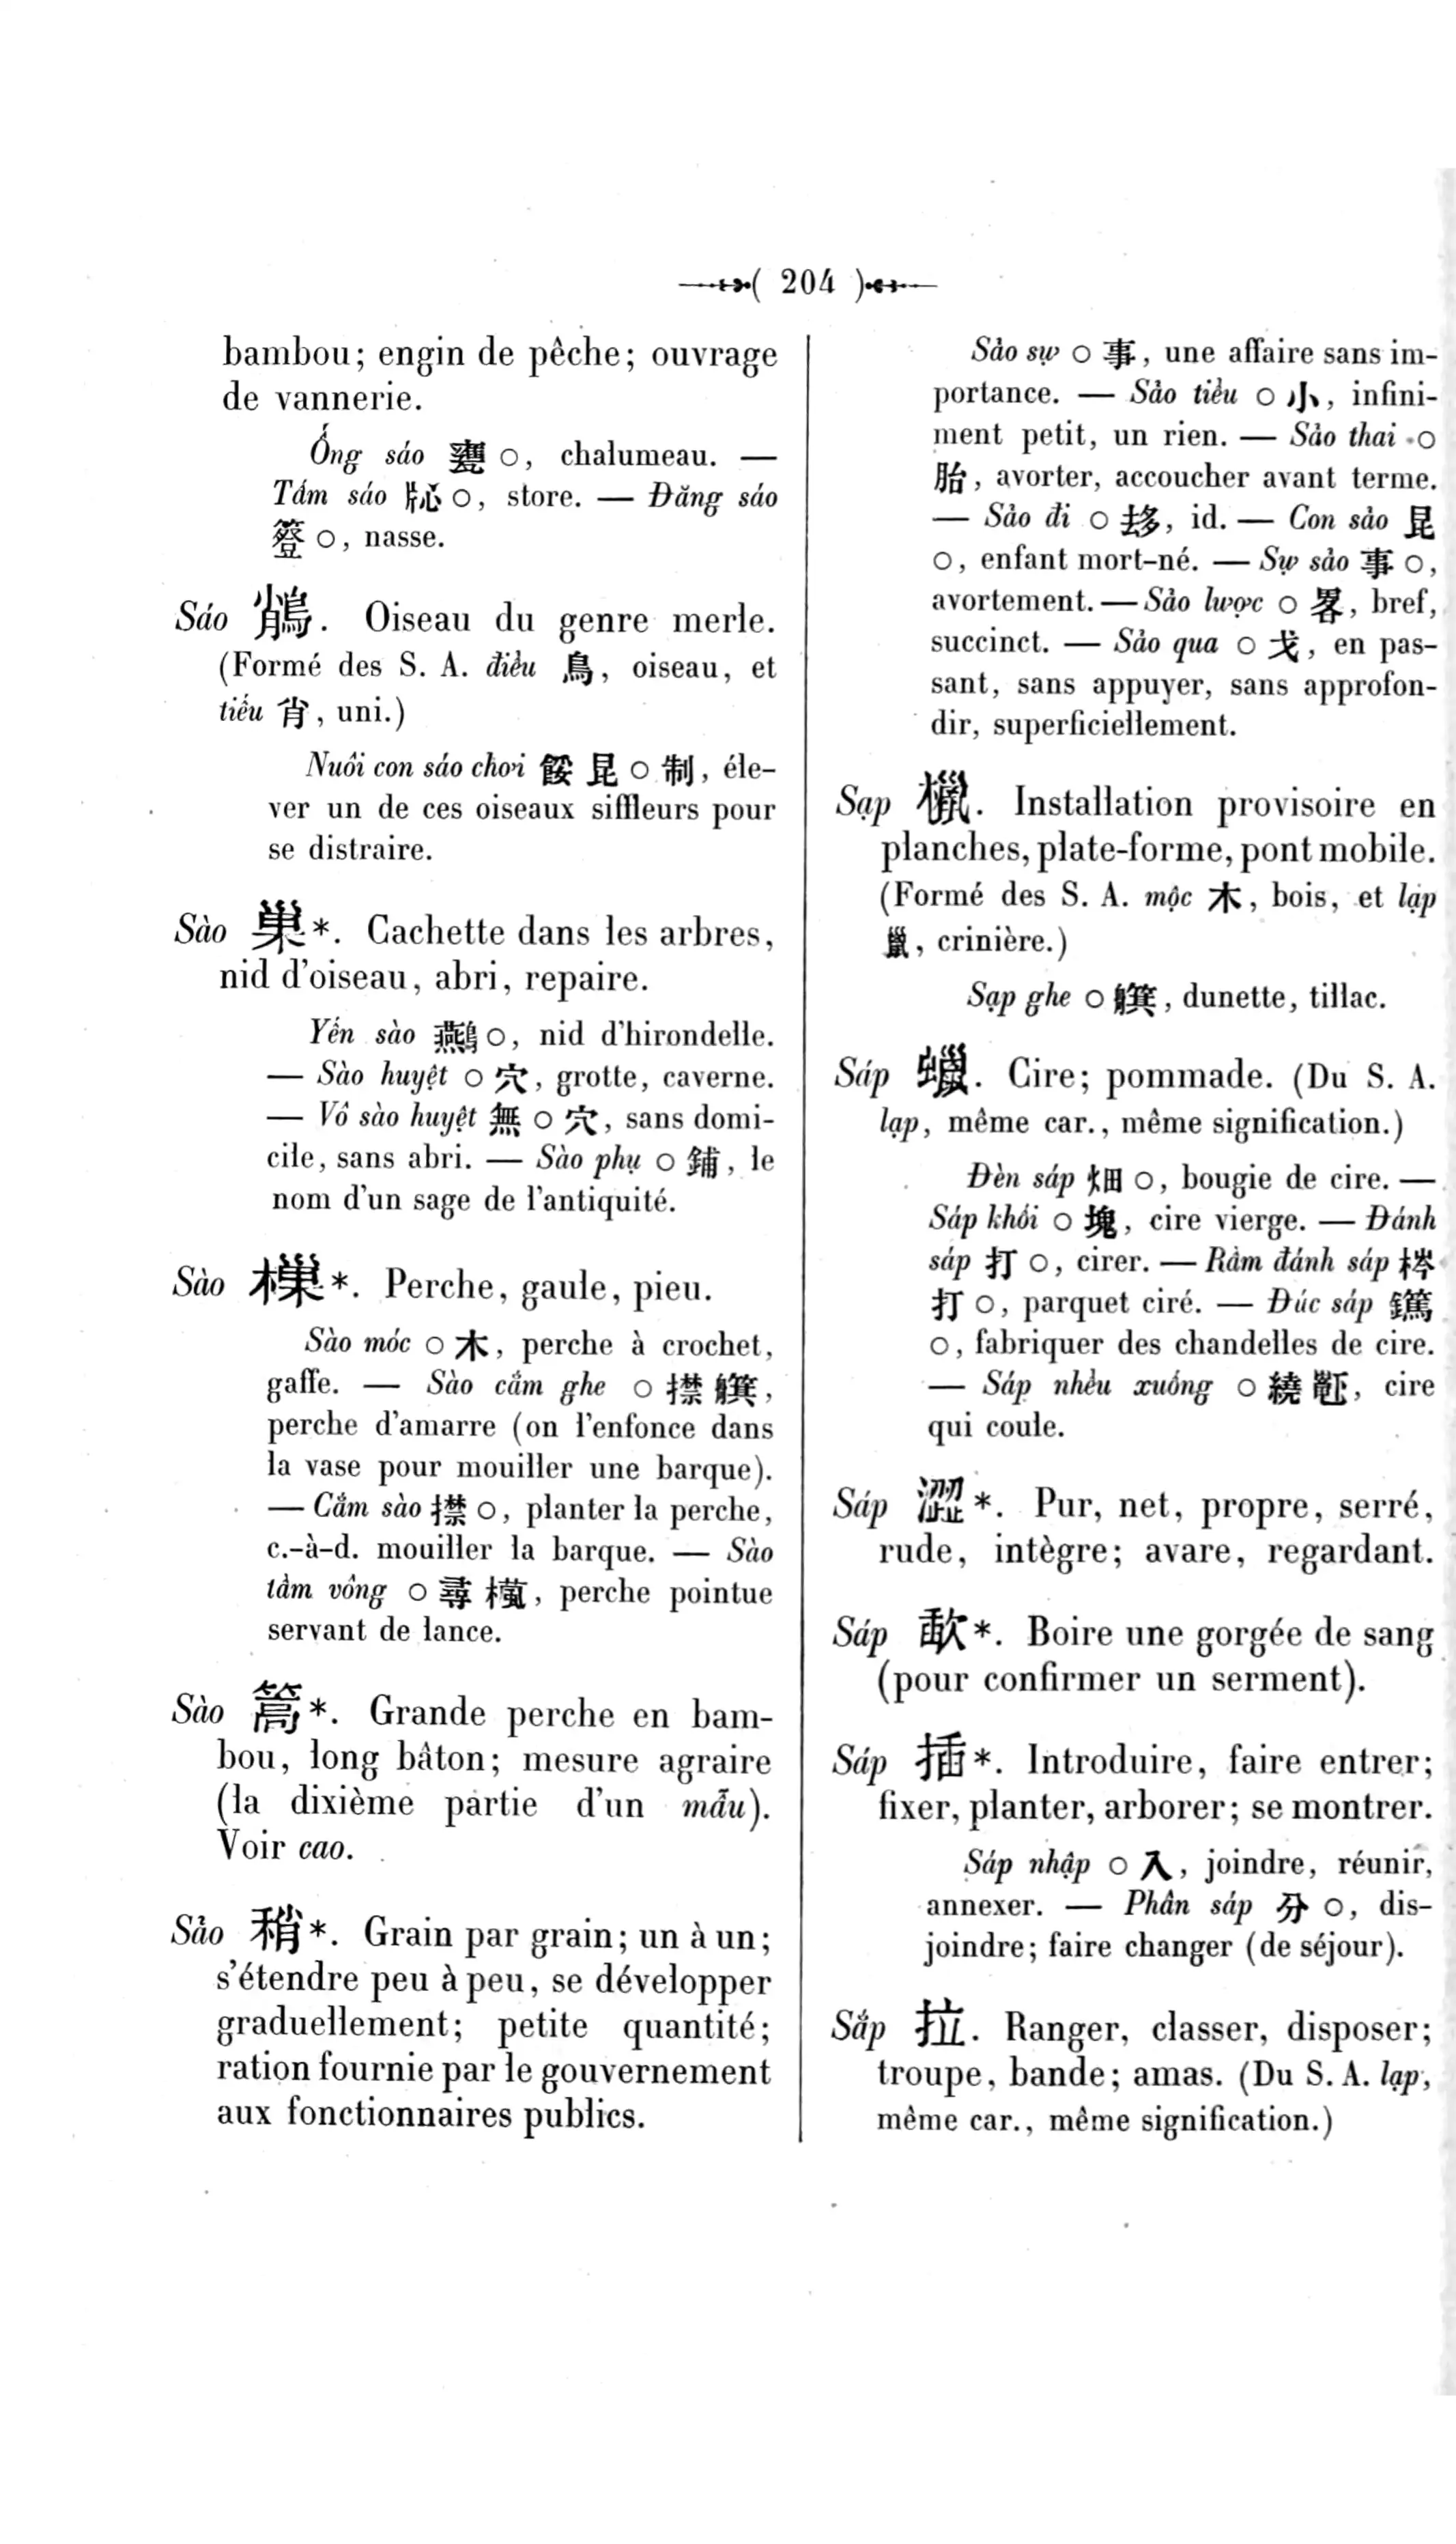 ( 204 )
bambou; engin de pêche; ouvrage
de vannerie.
Ống sáo 甕 ○, chalumeau. —
Tấm sáo ○, store. — Đăng sáo
簦 ○, nasse.
Sáo 鵿. Oiseau du genre merle.
(Formé des S. A. điểu 鳥, oiseau, et
tiếu 肖, uni.)
Nuôi con sáo chơi 餒 昆 ○ 制, éle-
ver un de ces oiseaux siffleurs pour
se distraire.
Sào 巢*. Cachette dans les arbres,
nid d'oiseau, abri, repaire.
Yến sào ○, nid d'hirondelle.
— Sào huyệt ○ 穴, grotte, caverne.
— Vô sào huyệt 無 ○ 穴, sans domi-
cile, sans abri. — Sào phụ ○ 鋪, le
nom d'un sage de l'antiquité.
Sào 樔*. Perche, gaule, pieu.
Sào móc ○ 木, perche à crochet,
gaffe. — Sào cắm ghe ○ 㩒,
perche d'amarre (on l'enfonce dans
la vase pour mouiller une barque).
— Cắm sào 㩒 ○, planter la perche,
c.-à-d. mouiller la barque. — Sào
tầm vông ○ 尋, perche pointue
servant de lance.
Sào 篙*. Grande perche en bam-
bou, long bâton; mesure agraire
(la dixième partie d'un mẫu).
Voir cao.
Sảo 稍*. Grain par grain; un à un;
s'étendre peu à peu, se développer
graduellement; petite quantité;
ration fournie par le gouvernement
aux fonctionnaires publics.
Sảo sự ○ 事, une affaire sans im-
portance. — Sảo tiểu ○ 小, infini-
ment petit, un rien. — Sảo thai ○
胎, avorter, accoucher avant terme.
— Sảo đi ○ 𠫾, id. — Con sảo 昆
○, enfant mort-né. — Sự sảo 事 ○,
avortement. — Sảo lược ○ 畧, bref,
succinct. — Sảo qua ○ 戈, en pas-
sant, sans appuyer, sans approfon-
dir, superficiellement.
Sạp. Installation provisoire en
planches, plate-forme, pont mobile.
(Formé des S. A. mộc 木, bois, et lạp
巤, crinière.)
Sạp ghe ○, dunette, tillac.
Sáp 蠟. Cire; pommade. (Du S. A.
lạp, même car., même signification.)
Đèn sáp 畑 ○, bougie de cire. —
Sáp khối ○ 塊, cire vierge. — Đánh
sáp 打 ○, cirer. — Rầm đánh sáp 梣
打 ○, parquet ciré. — Đúc sáp
○, fabriquer des chandelles de cire.
— Sáp nhểu xuống ○ 繞, cire
qui coule.
Sáp 澀*. Pur, net, propre, serré,
rude, intègre; avare, regardant.
Sáp*. Boire une gorgée de sang
(pour confirmer un serment).
Sáp 插*. Introduire, faire entrer;
fixer, planter, arborer; se montrer.
Sáp nhập ○ 入, joindre, réunir,
annexer. — Phân sáp 分 ○, dis-
joindre; faire changer (de séjour).
Sắp 拉. Ranger, classer, disposer;
troupe, bande; amas. (Du S. A. lạp,
même car., même signification.)